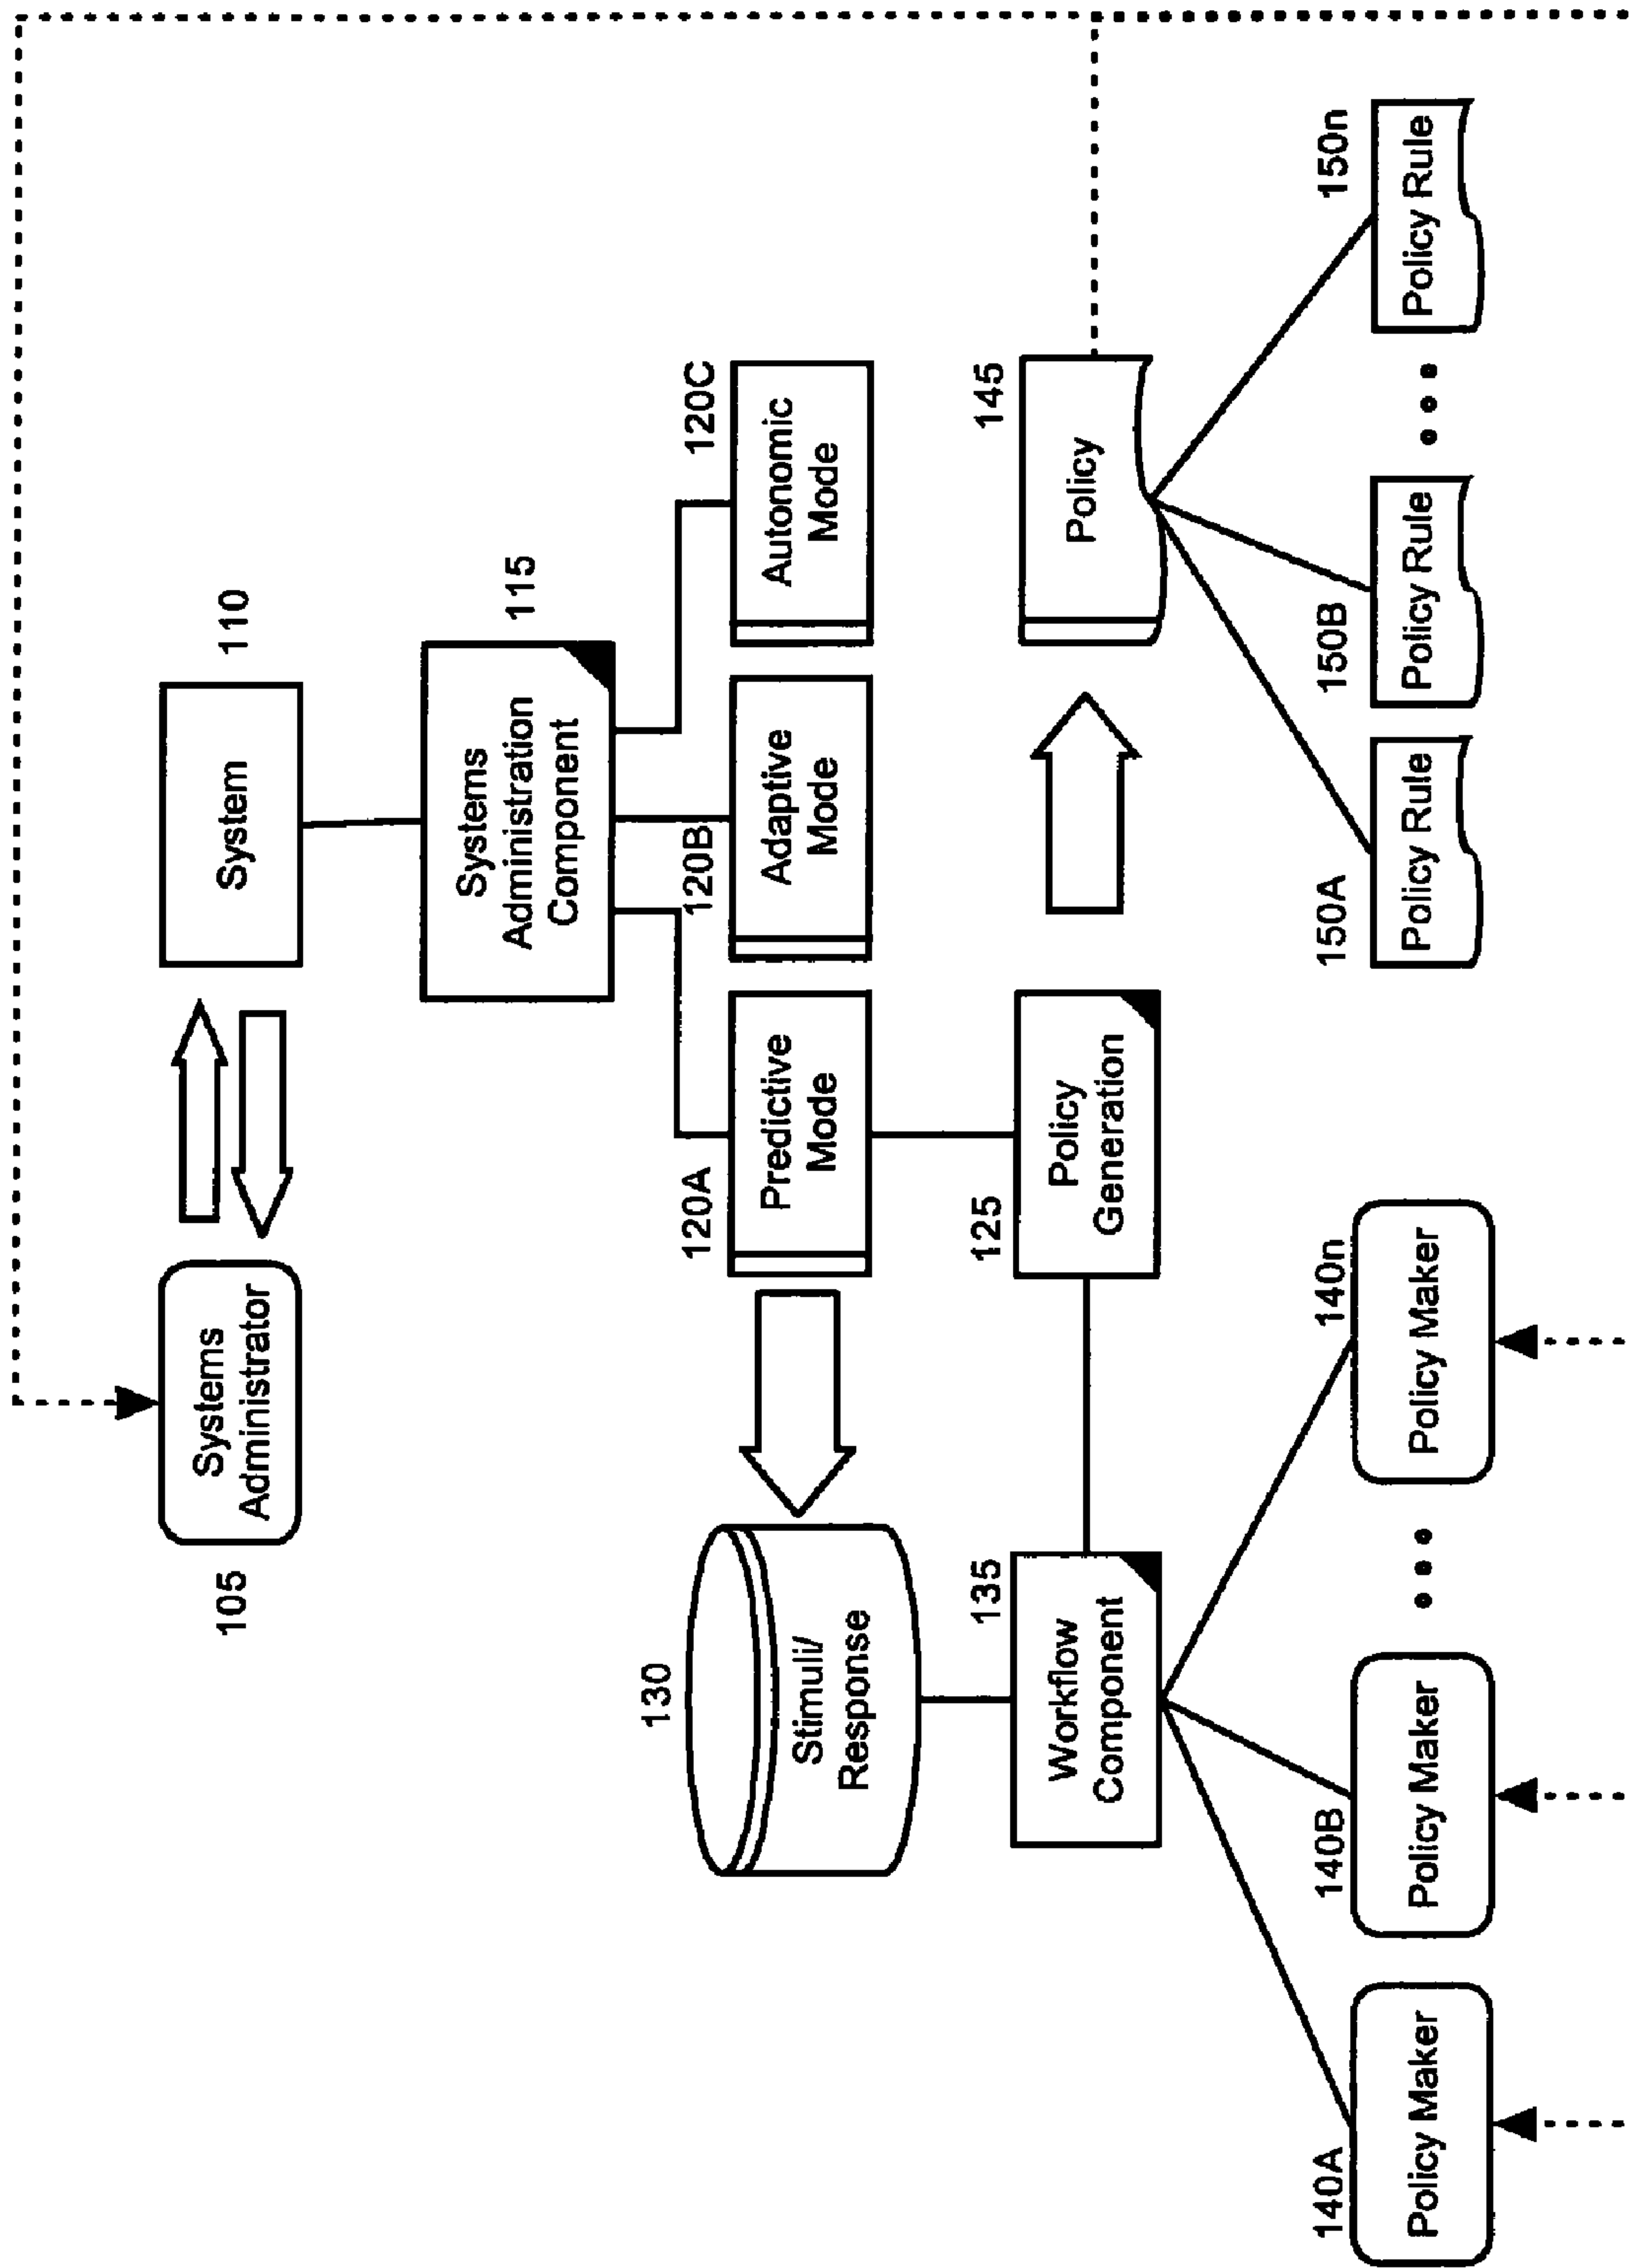 105
Systems
Administrator
System
110
Systems
Administration
Component
115
120A
Predictive
Mode
120B
Adaptive
Mode
120C
Autonomic
Mode
130
Stimuli/
Response
135
Workflow
Component
125
Policy
Generation
145
Policy
140A
Policy Maker
140B
Policy Maker
140n
Policy Maker
150A
Policy Rule
150B
Policy Rule
150n
Policy Rule